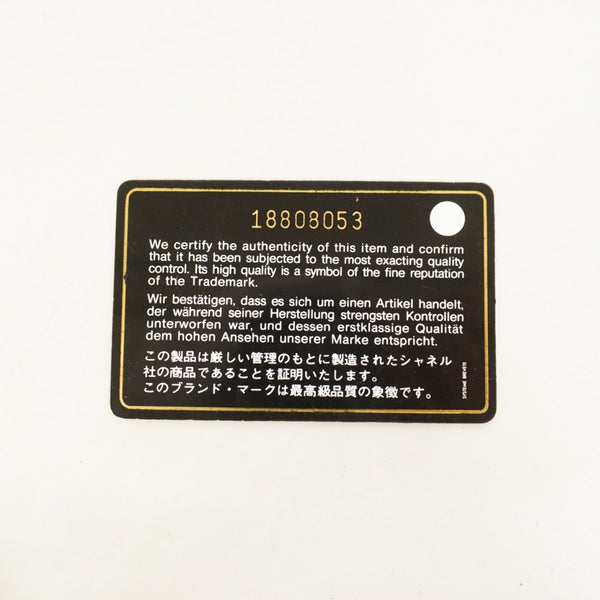 18808053
We certify the authenticity of this item and confirm
that it has been subjected to the most exacting quality
control. Its high quality is a symbol of the fine reputation
of the Trademark.
Wir bestätigen, dass es sich um einen Artikel handelt,
der während seiner Herstellung strengsten Kontrollen
unterworfen war, und dessen erstklassige Qualität
dem hohen Ansehen unserer Marke entspricht.
この製品は厳しい管理のもとに製造されたシャネル
社の商品であることを証明いたします。
このブランド・マークは最高級品質の象徴です。
SYSTEME BREVETE